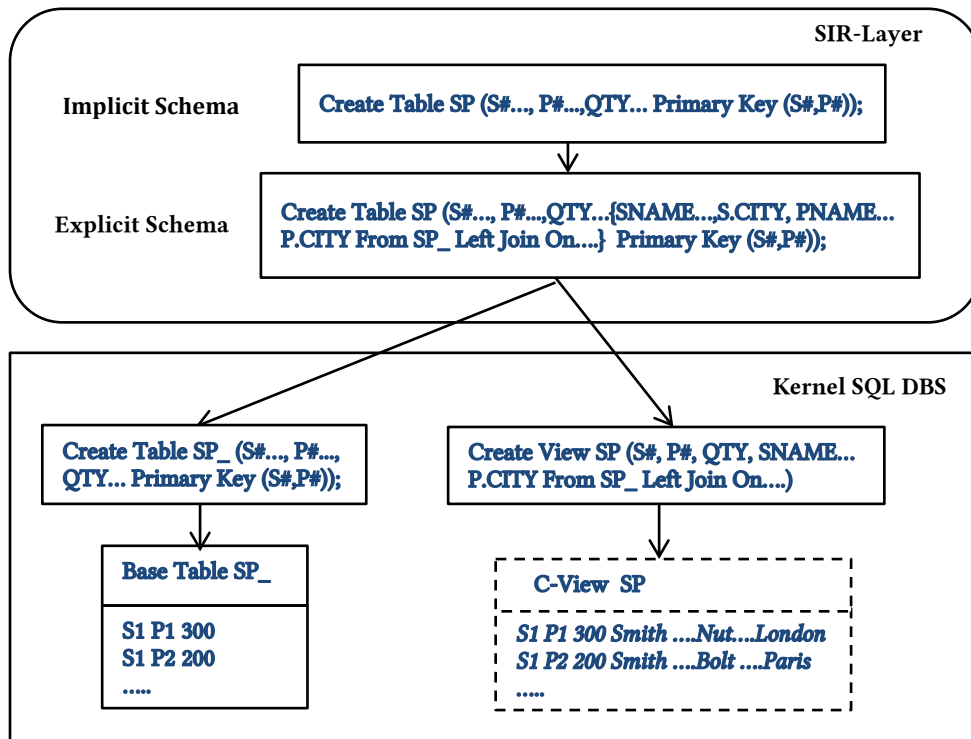 SIR-Layer
Implicit Schema
Create Table SP (S#..., P#...,QTY... Primary Key (S#,P#));
Explicit Schema
Create Table SP (S#..., P#...,QTY...{SNAME...,S.CITY, PNAME...
P.CITY From SP_ Left Join On....} Primary Key (S#,P#));
Kernel SQL DBS
Create Table SP_ (S#..., P#...,
QTY... Primary Key (S#,P#));
Create View SP (S#, P#, QTY, SNAME...
P.CITY From SP_ Left Join On....)
Base Table SP_
S1 P1 300
S1 P2 200
.....
C-View SP
S1 P1 300 Smith ....Nut....London
S1 P2 200 Smith ....Bolt ....Paris
.....